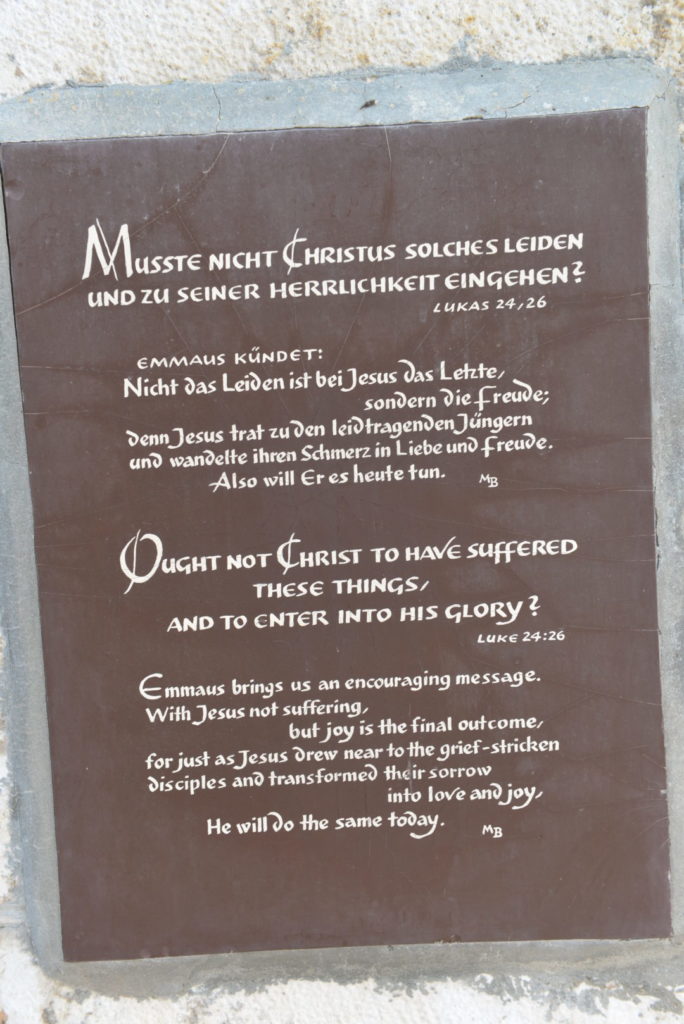 Musste nicht Christus solches leiden
und zu seiner Herrlichkeit eingehen?
Lukas 24,26
Emmaus kündet:
Nicht das Leiden ist bei Jesus das Letzte,
sondern die Freude;
denn Jesus trat zu den leidtragenden Jüngern
und wandelte ihren Schmerz in Liebe und Freude.
Also will Er es heute tun. MB
Ought not Christ to have suffered
these things,
and to enter into his glory?
Luke 24:26
Emmaus brings us an encouraging message.
With Jesus not suffering,
but joy is the final outcome,
for just as Jesus drew near to the grief-stricken
disciples and transformed their sorrow
into love and joy,
He will do the same today. MB